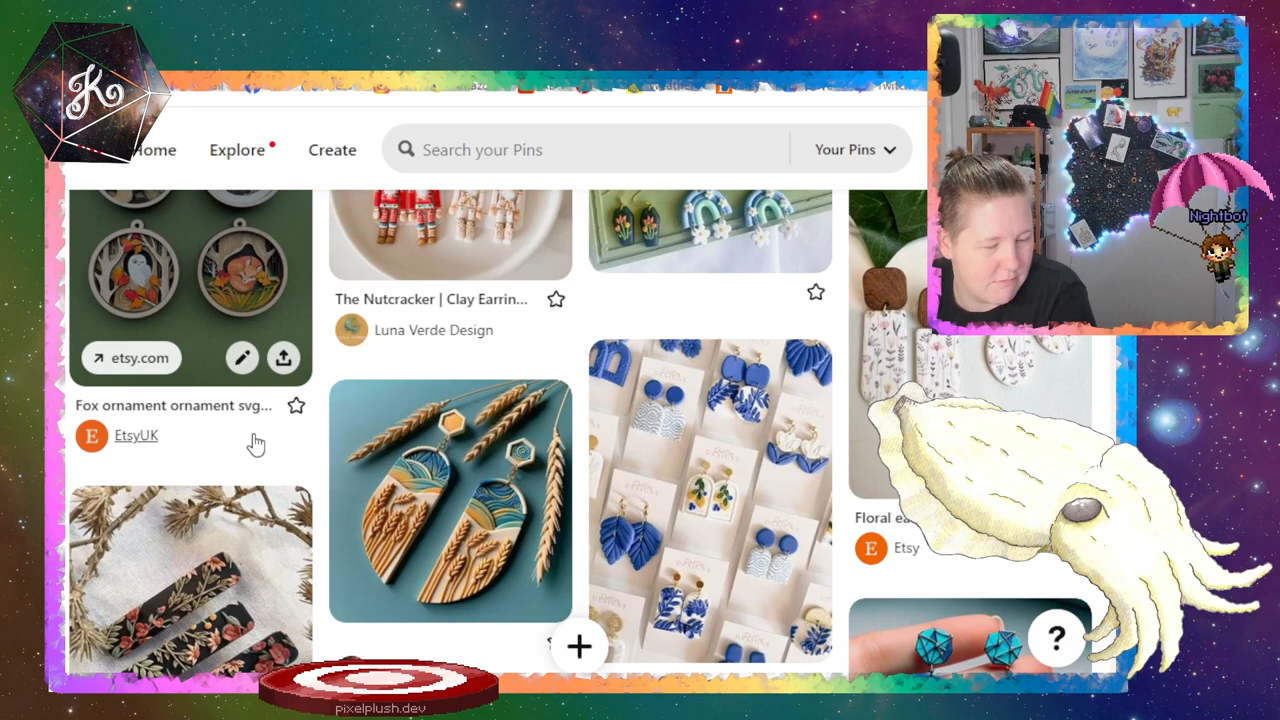 K
Home
Explore
Create
Search your Pins
Your Pins
Nightbot
etsy.com
Fox ornament ornament svg...
E
EtsyUK
The Nutcracker | Clay Earrin...
Luna Verde Design
Floral ea
E
Etsy
+
?
pixelplush.dev